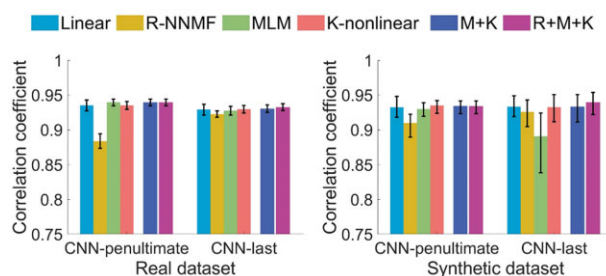 Linear R-NNMF MLM K-nonlinear M+K R+M+K
Correlation coefficient
1
0.95
0.9
0.85
0.8
0.75
CNN-penultimate CNN-last
Real dataset
Correlation coefficient
1
0.95
0.9
0.85
0.8
0.75
CNN-penultimate CNN-last
Synthetic dataset